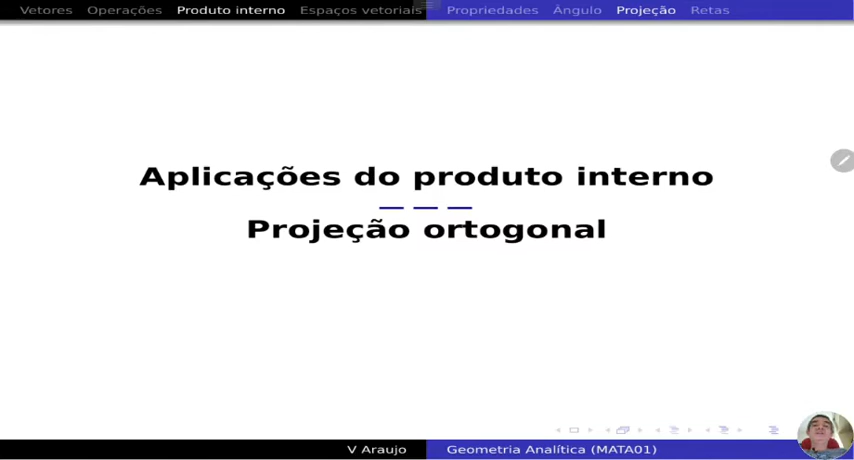 Vetores Operações Produto interno Espaços vetoriais Propriedades Ângulo Projeção Retas
Aplicações do produto interno
— — —
Projeção ortogonal
V Araujo Geometria Analítica (MATA01)